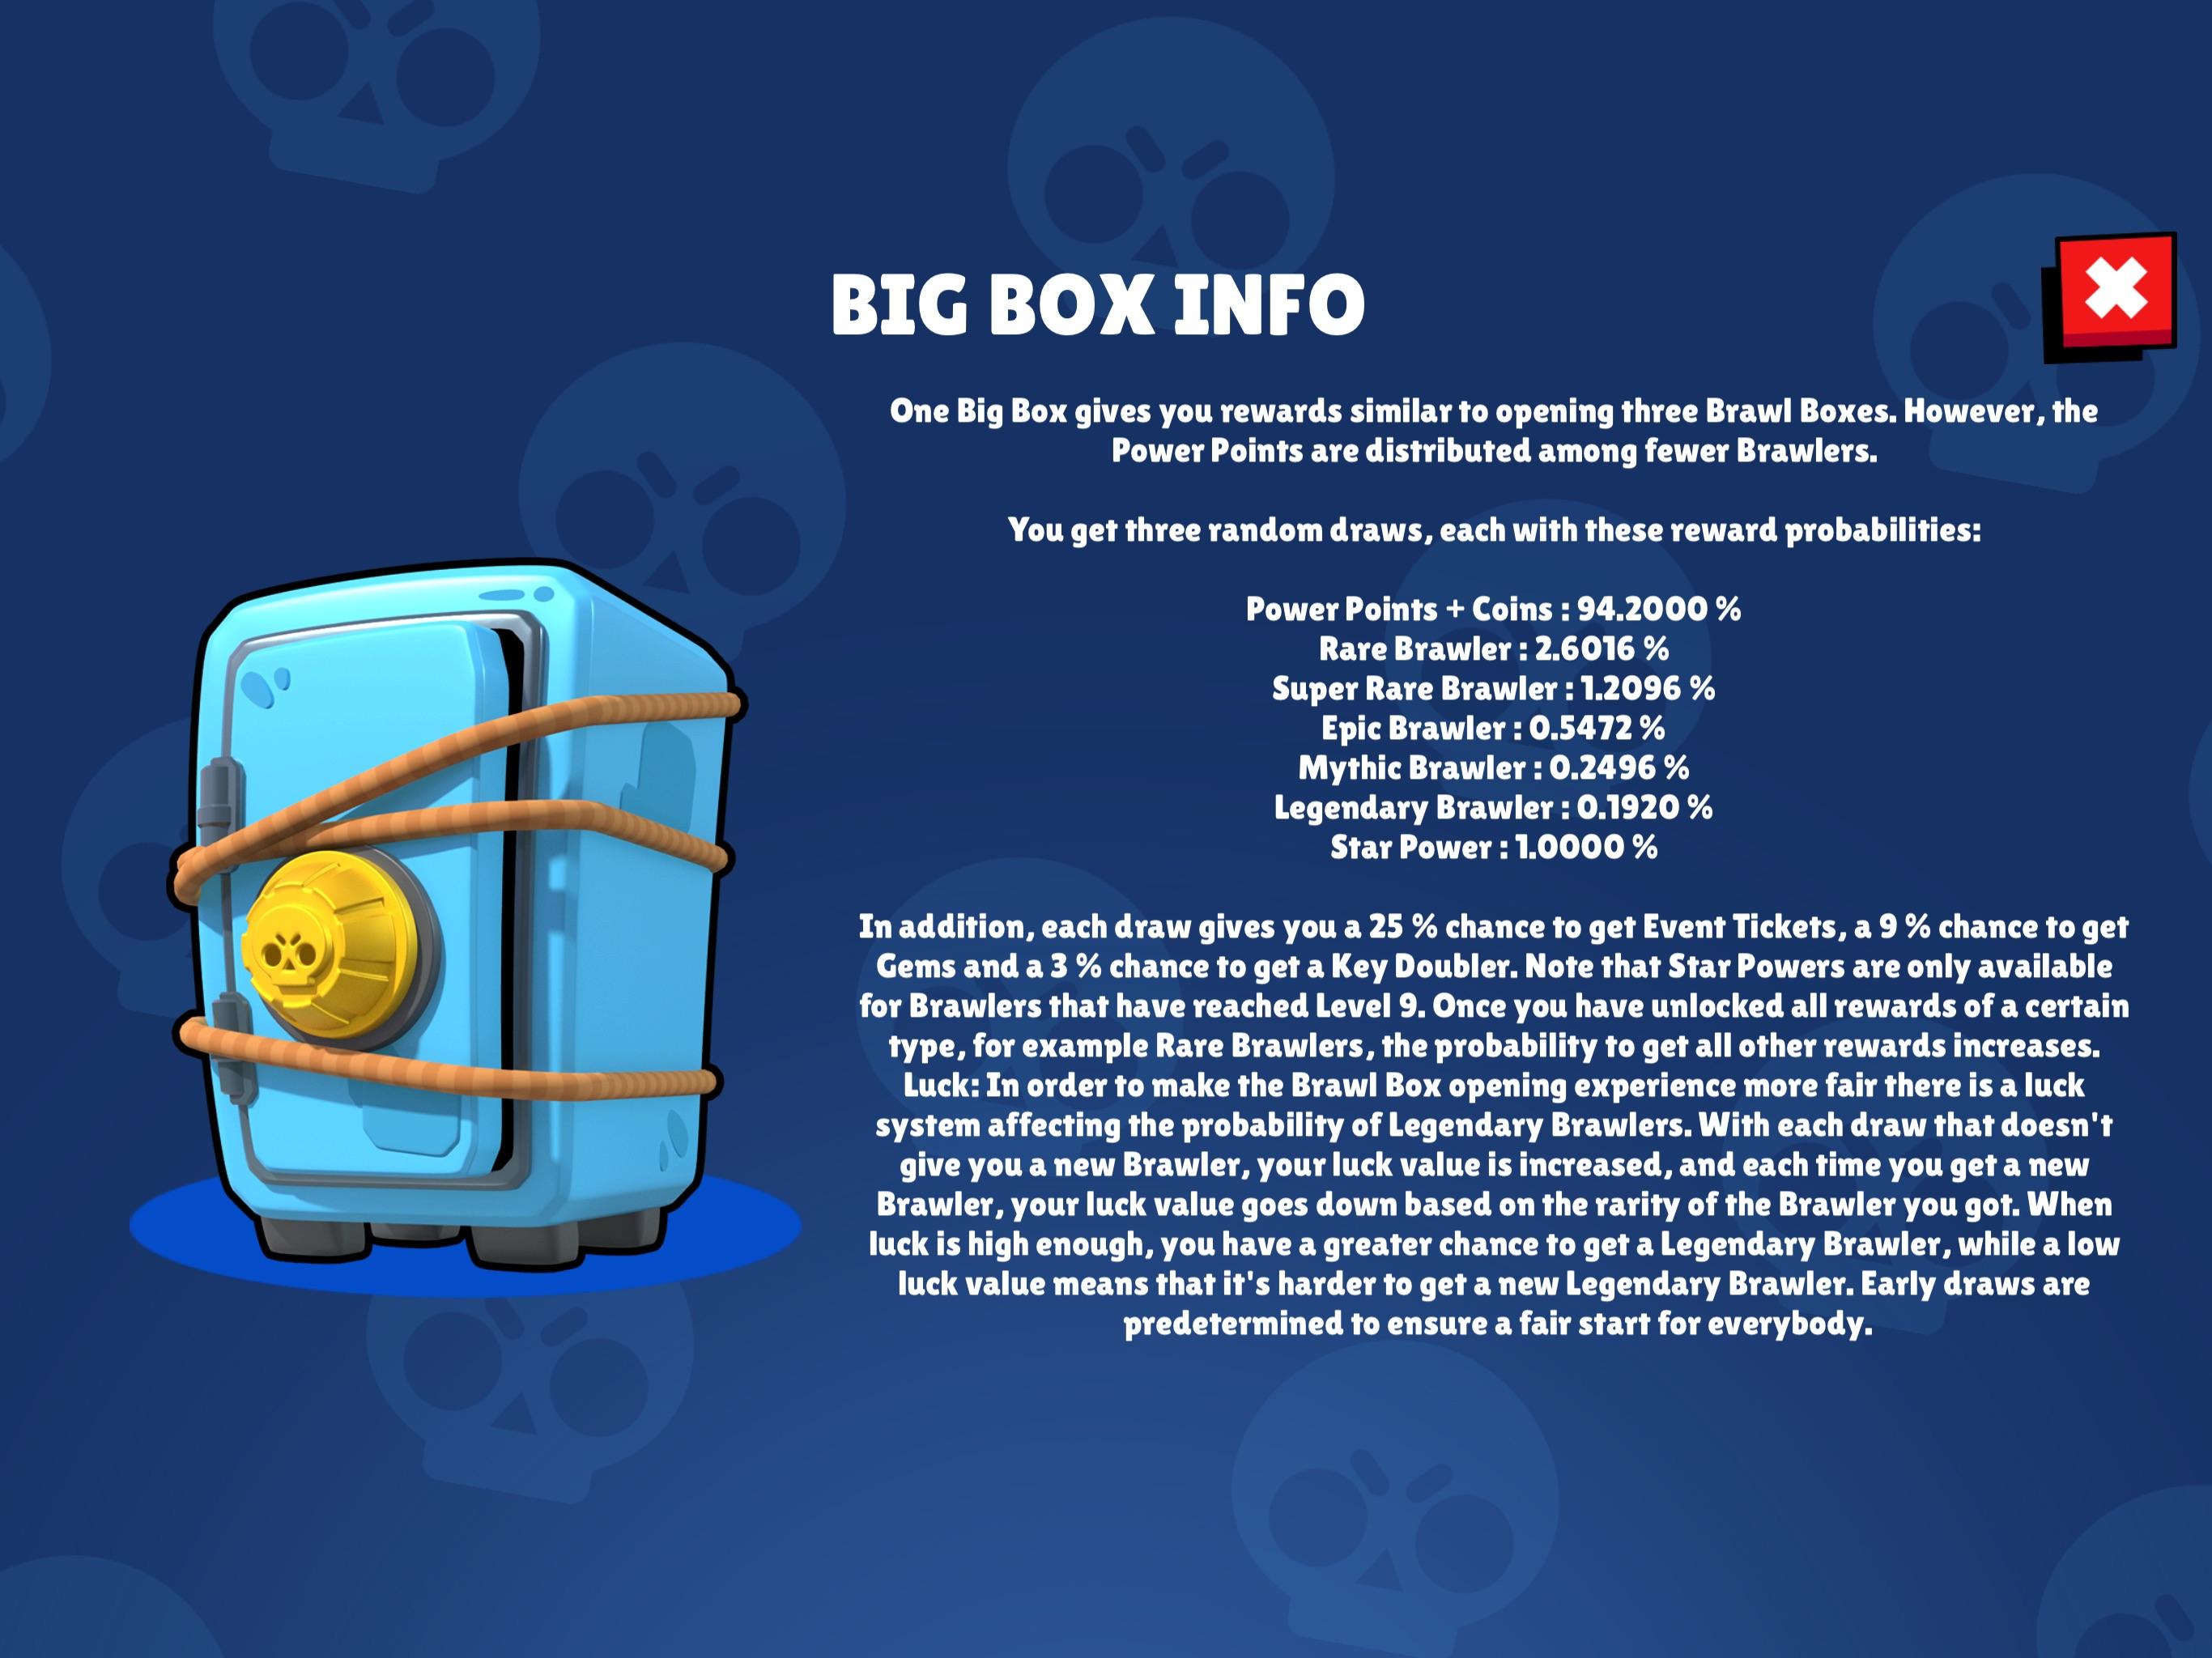 BIG BOX INFO
One Big Box gives you rewards similar to opening three Brawl Boxes. However, the
Power Points are distributed among fewer Brawlers.
You get three random draws, each with these reward probabilities:
Power Points + Coins : 94.2000 %
Rare Brawler : 2.6016 %
Super Rare Brawler : 1.2096 %
Epic Brawler : 0.5472 %
Mythic Brawler : 0.2496 %
Legendary Brawler : 0.1920 %
Star Power : 1.0000 %
In addition, each draw gives you a 25 % chance to get Event Tickets, a 9 % chance to get
Gems and a 3 % chance to get a Key Doubler. Note that Star Powers are only available
for Brawlers that have reached Level 9. Once you have unlocked all rewards of a certain
type, for example Rare Brawlers, the probability to get all other rewards increases.
Luck: In order to make the Brawl Box opening experience more fair there is a luck
system affecting the probability of Legendary Brawlers. With each draw that doesn't
give you a new Brawler, your luck value is increased, and each time you get a new
Brawler, your luck value goes down based on the rarity of the Brawler you got. When
luck is high enough, you have a greater chance to get a Legendary Brawler, while a low
luck value means that it's harder to get a new Legendary Brawler. Early draws are
predetermined to ensure a fair start for everybody.